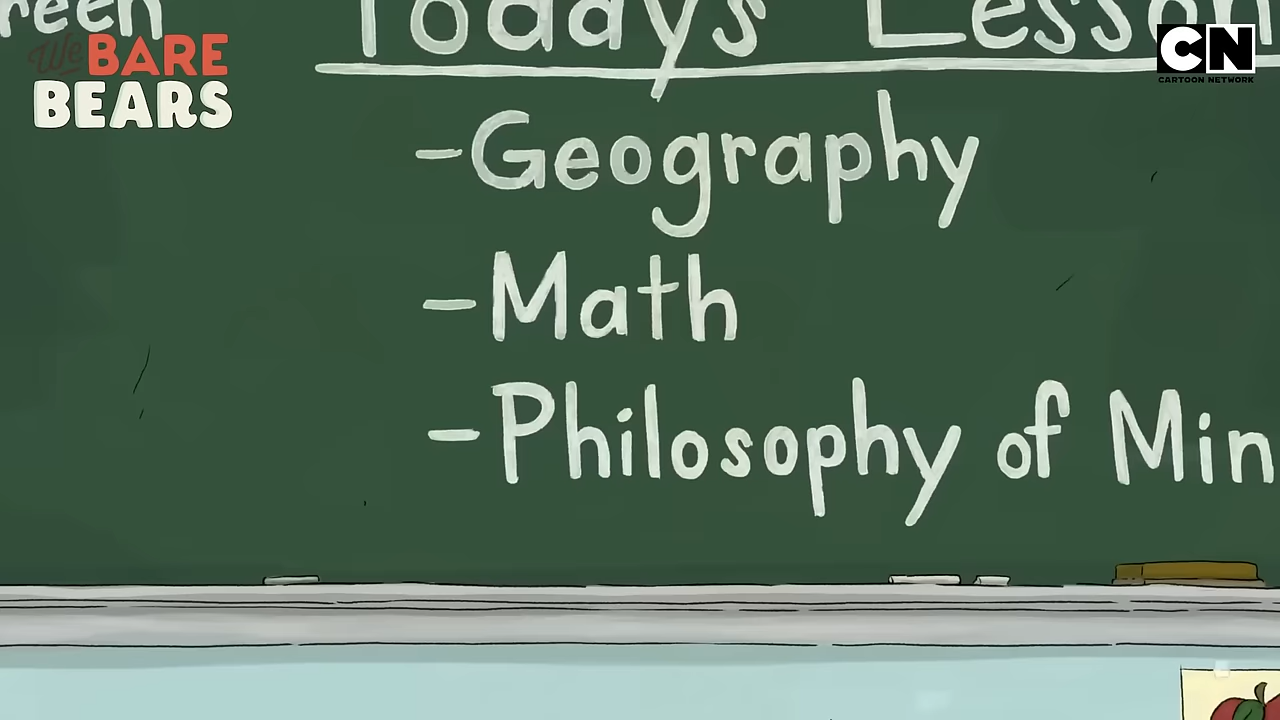 reen
Todays Lesson
We BARE
BEARS
CN
CARTOON NETWORK
-Geography
-Math
-Philosophy of Min